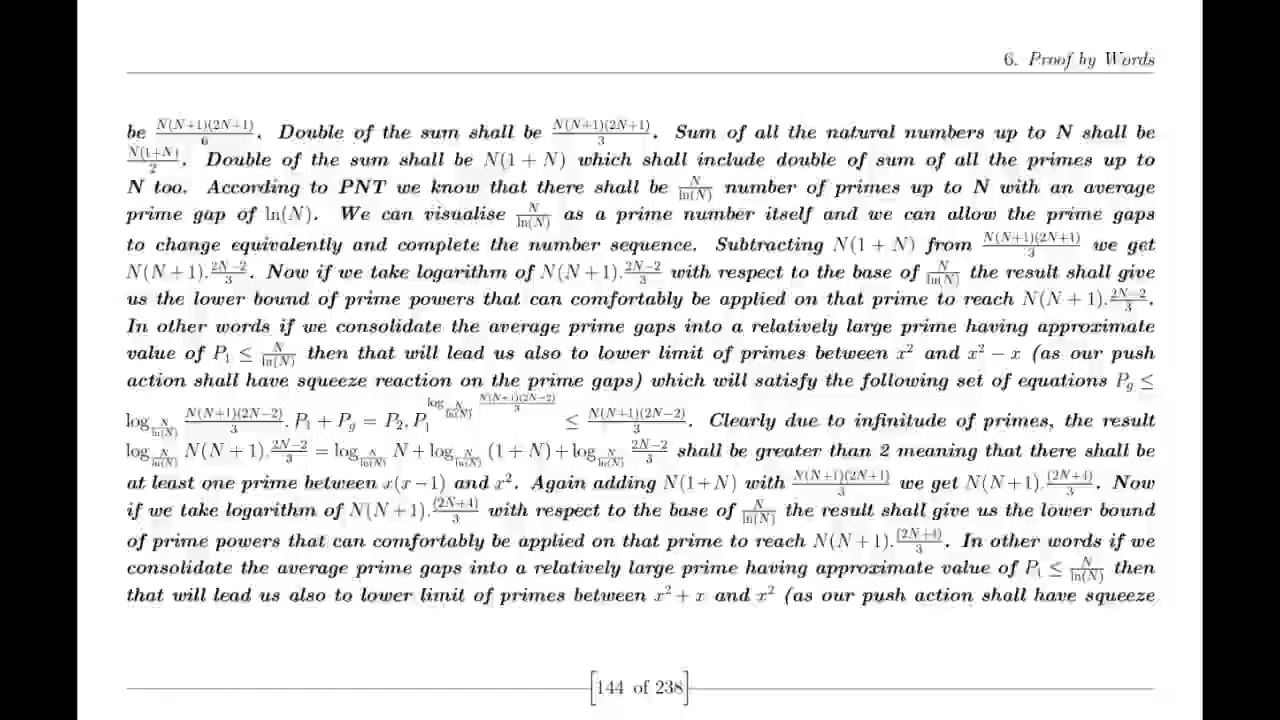 6. Proof by Words
be N(N+1)(2N+1)/6. Double of the sum shall be N(N+1)(2N+1)/3. Sum of all the natural numbers up to N shall be
N(1+N)/2. Double of the sum shall be N(1 + N) which shall include double of sum of all the primes up to
N too. According to PNT we know that there shall be N/ln(N) number of primes up to N with an average
prime gap of ln(N). We can visualise N/ln(N) as a prime number itself and we can allow the prime gaps
to change equivalently and complete the number sequence. Subtracting N(1 + N) from N(N+1)(2N+1)/3 we get
N(N + 1).2N−2/3. Now if we take logarithm of N(N + 1).2N−2/3 with respect to the base of N/ln(N) the result shall give
us the lower bound of prime powers that can comfortably be applied on that prime to reach N(N + 1).2N−2/3.
In other words if we consolidate the average prime gaps into a relatively large prime having approximate
value of P₁ ≤ N/ln(N) then that will lead us also to lower limit of primes between x² and x² − x (as our push
action shall have squeeze reaction on the prime gaps) which will satisfy the following set of equations P_g ≤
log_{N/ln(N)} N(N+1)(2N−2)/3. P₁ + P_g = P₂, P₁^{log_{N/ln(N)} N(N+1)(2N−2)/3} ≤ N(N+1)(2N−2)/3. Clearly due to infinitude of primes, the result
log_{N/ln(N)} N(N + 1).2N−2/3 = log_{N/ln(N)} N + log_{N/ln(N)} (1 + N) + log_{N/ln(N)} 2N−2/3 shall be greater than 2 meaning that there shall be
at least one prime between x(x − 1) and x². Again adding N(1+N) with N(N+1)(2N+1)/3 we get N(N+1).(2N+4)/3. Now
if we take logarithm of N(N + 1).(2N+4)/3 with respect to the base of N/ln(N) the result shall give us the lower bound
of prime powers that can comfortably be applied on that prime to reach N(N + 1).(2N+4)/3. In other words if we
consolidate the average prime gaps into a relatively large prime having approximate value of P₁ ≤ N/ln(N) then
that will lead us also to lower limit of primes between x² + x and x² (as our push action shall have squeeze
144 of 238